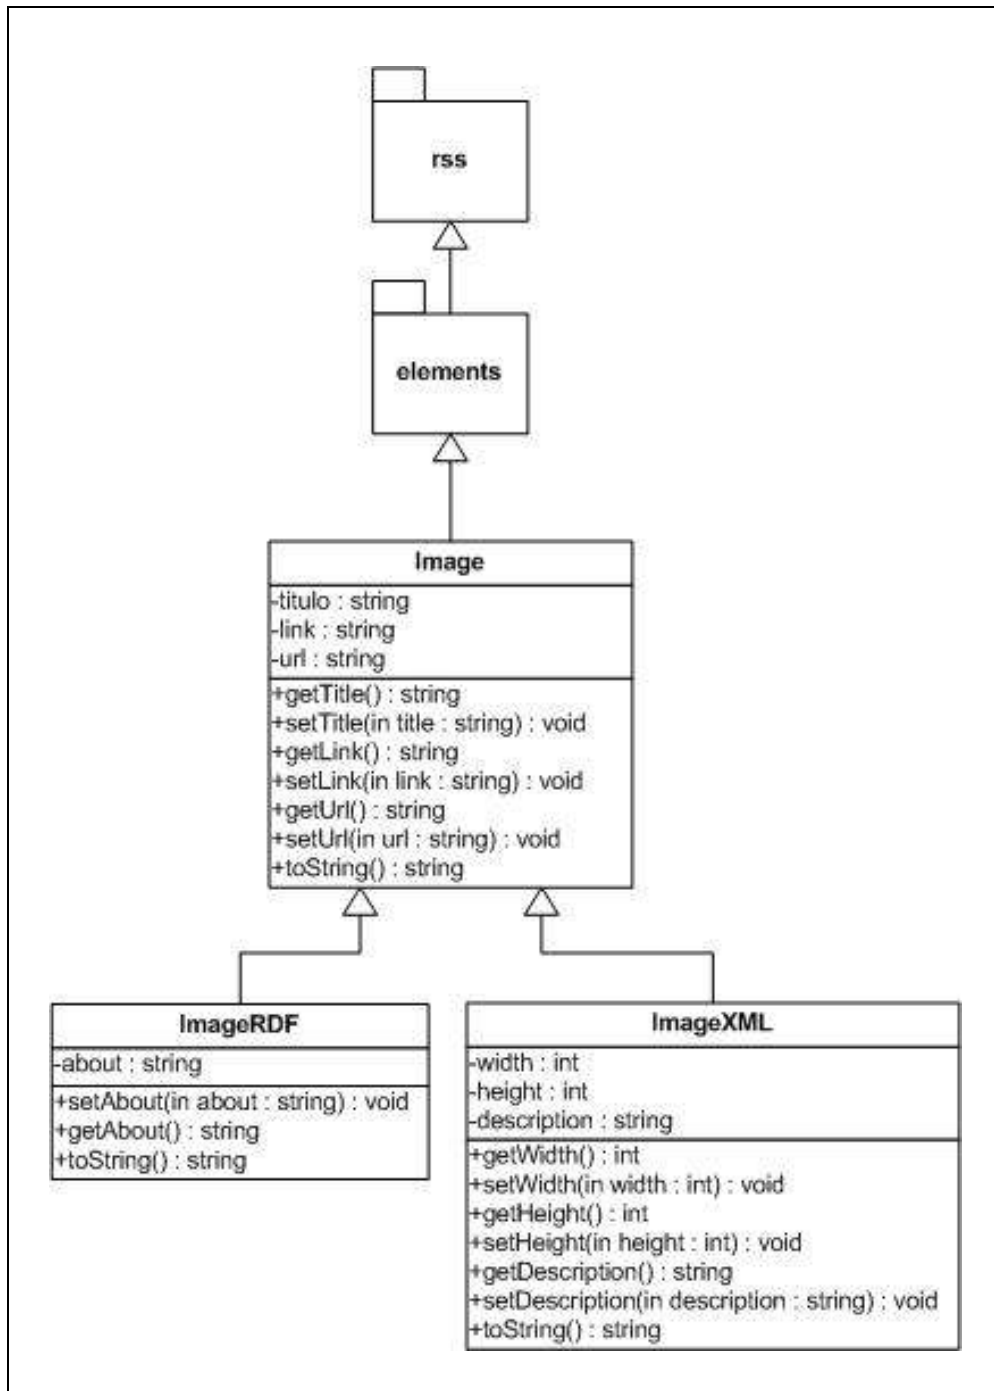 rss
elements
Image
-titulo : string
-link : string
-url : string
+getTitle() : string
+setTitle(in title : string) : void
+getLink() : string
+setLink(in link : string) : void
+getUrl() : string
+setUrl(in url : string) : void
+toString() : string
ImageRDF
-about : string
+setAbout(in about : string) : void
+getAbout() : string
+toString() : string
ImageXML
-width : int
-height : int
-description : string
+getWidth() : int
+setWidth(in width : int) : void
+getHeight() : int
+setHeight(in height : int) : void
+getDescription() : string
+setDescription(in description : string) : void
+toString() : string